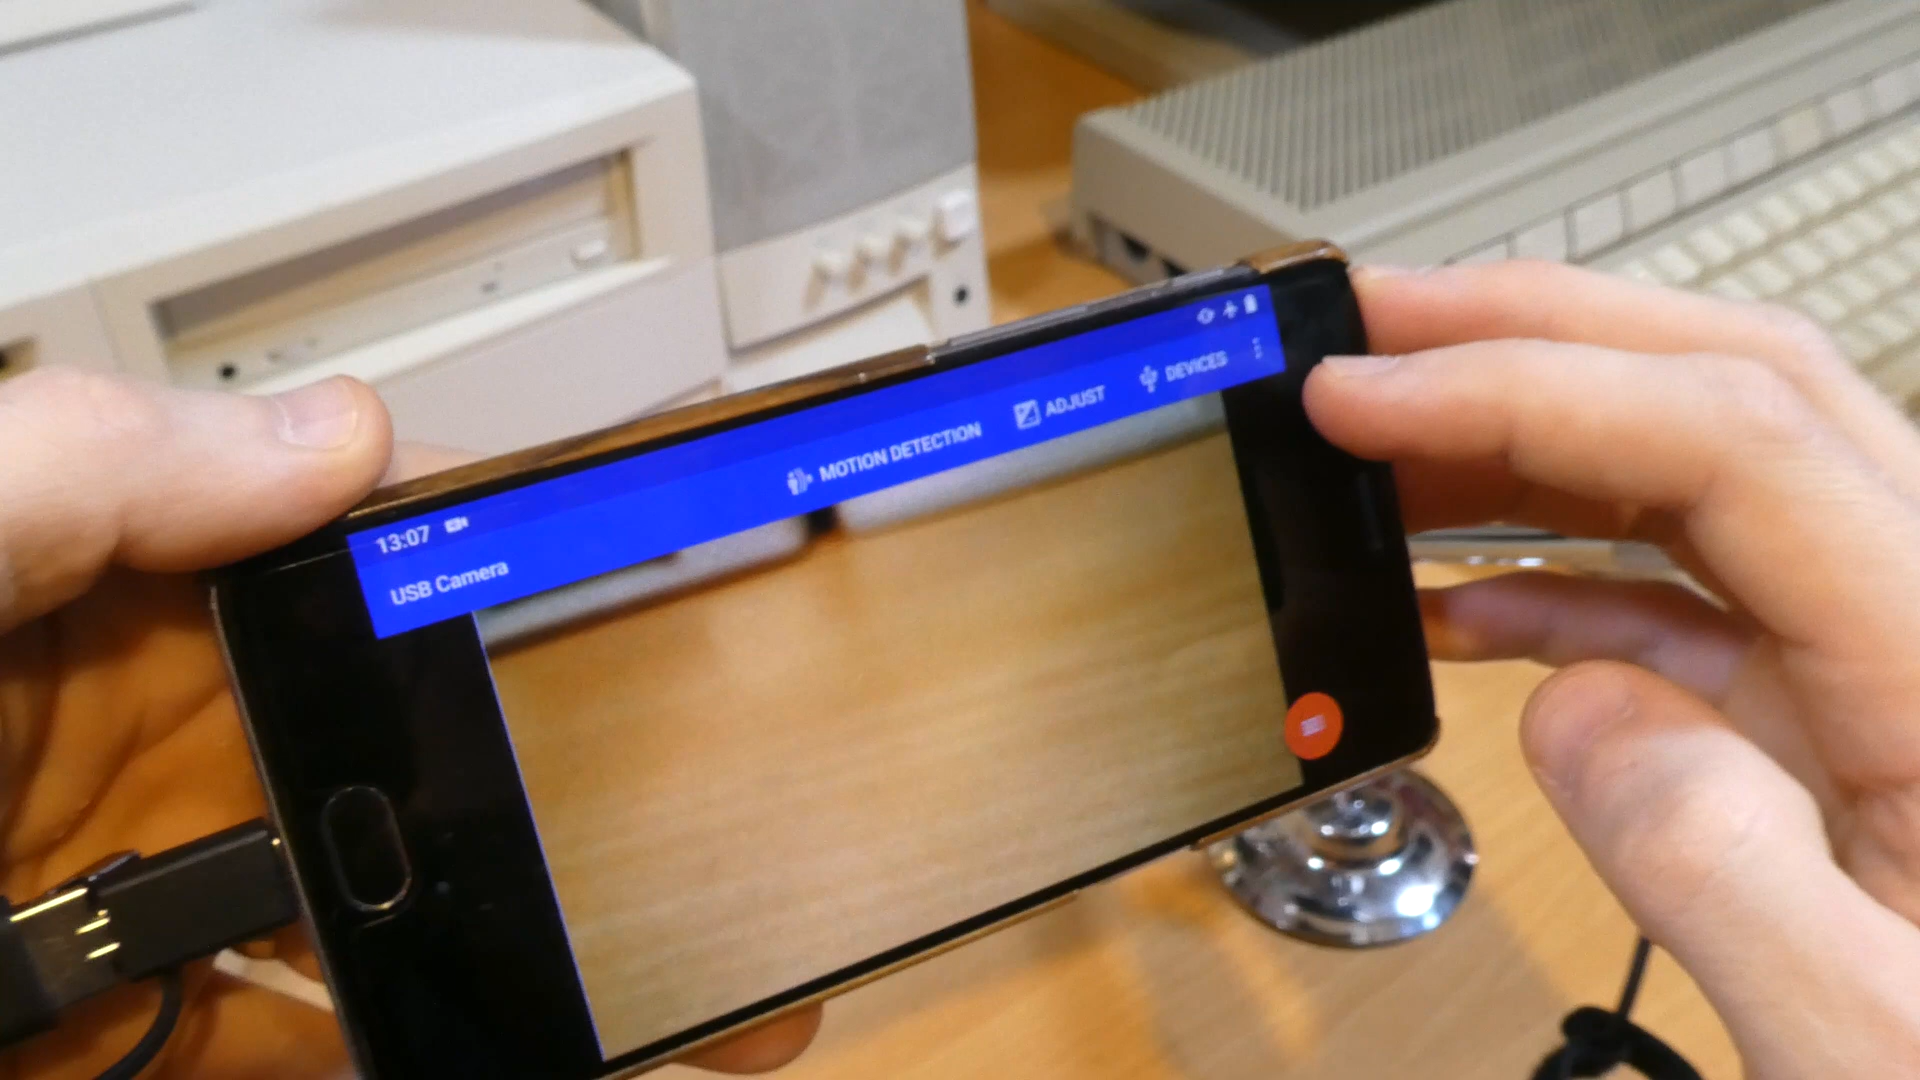 13:07
USB Camera
MOTION DETECTION
ADJUST
DEVICES